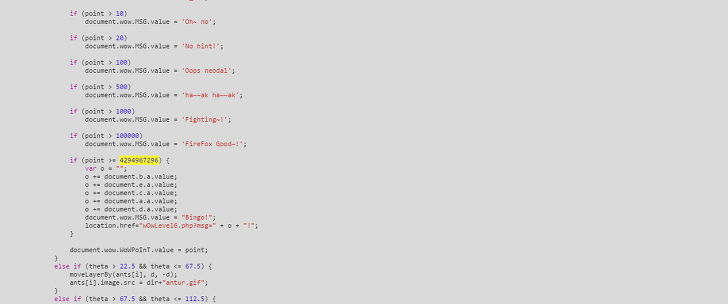 if (point > 10)
document.wow.MSG.value = 'Oh~ no';
if (point > 20)
document.wow.MSG.value = 'No hint!';
if (point > 100)
document.wow.MSG.value = 'Oops neodal';
if (point > 500)
document.wow.MSG.value = 'ha~~ak ha~~ak';
if (point > 1000)
document.wow.MSG.value = 'Fighting~!';
if (point > 100000)
document.wow.MSG.value = 'FireFox Good~!';
if (point >= 4294967296) {
var o = "";
o += document.b.a.value;
o += document.e.a.value;
o += document.c.a.value;
o += document.a.a.value;
o += document.d.a.value;
document.wow.MSG.value = "Bingo!";
location.href="wOwLevel6.php?msg=" + o + "!";
}
document.wow.WoWPoInT.value = point;
}
else if (theta > 22.5 && theta <= 67.5) {
moveLayerBy(ants[i], d, -d);
ants[i].image.src = dir+"antur.gif";
}
else if (theta > 67.5 && theta <= 112.5) {